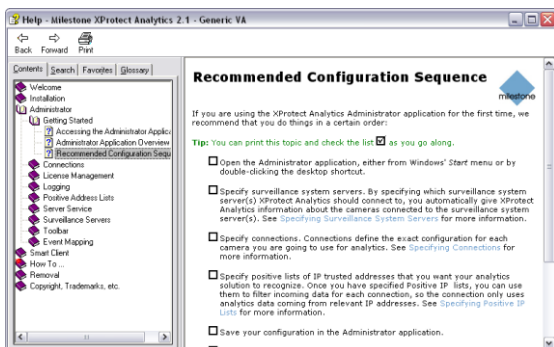 Help - Milestone XProtect Analytics 2.1 - Generic VA
Back Forward Print
Contents Search Favorites Glossary
Welcome
Installation
Administrator
Getting Started
Accessing the Administrator Applic
Administrator Application Overview
Recommended Configuration Sequ
Connections
License Management
Logging
Positive Address Lists
Server Service
Surveillance Servers
Toolbar
Event Mapping
Smart Client
How To ...
Removal
Copyright, Trademarks, etc.
Recommended Configuration Sequence
milestone
If you are using the XProtect Analytics Administrator application for the first time, we
recommend that you do things in a certain order:
Tip: You can print this topic and check the list as you go along.
Open the Administrator application, either from Windows' Start menu or by
double-clicking the desktop shortcut.
Specify surveillance system servers. By specifying which surveillance system
server(s) XProtect Analytics should connect to, you automatically give XProtect
Analytics information about the cameras connected to the surveillance system
server(s). See Specifying Surveillance System Servers for more information.
Specify connections. Connections define the exact configuration for each
camera you are going to use for analytics. See Specifying Connections for
more information.
Specify positive lists of IP trusted addresses that you want your analytics
solution to recognize. Once you have specified Positive IP lists, you can use
them to filter incoming data for each connection, so the connection only uses
analytics data coming from relevant IP addresses. See Specifying Positive IP
Lists for more information.
Save your configuration in the Administrator application.